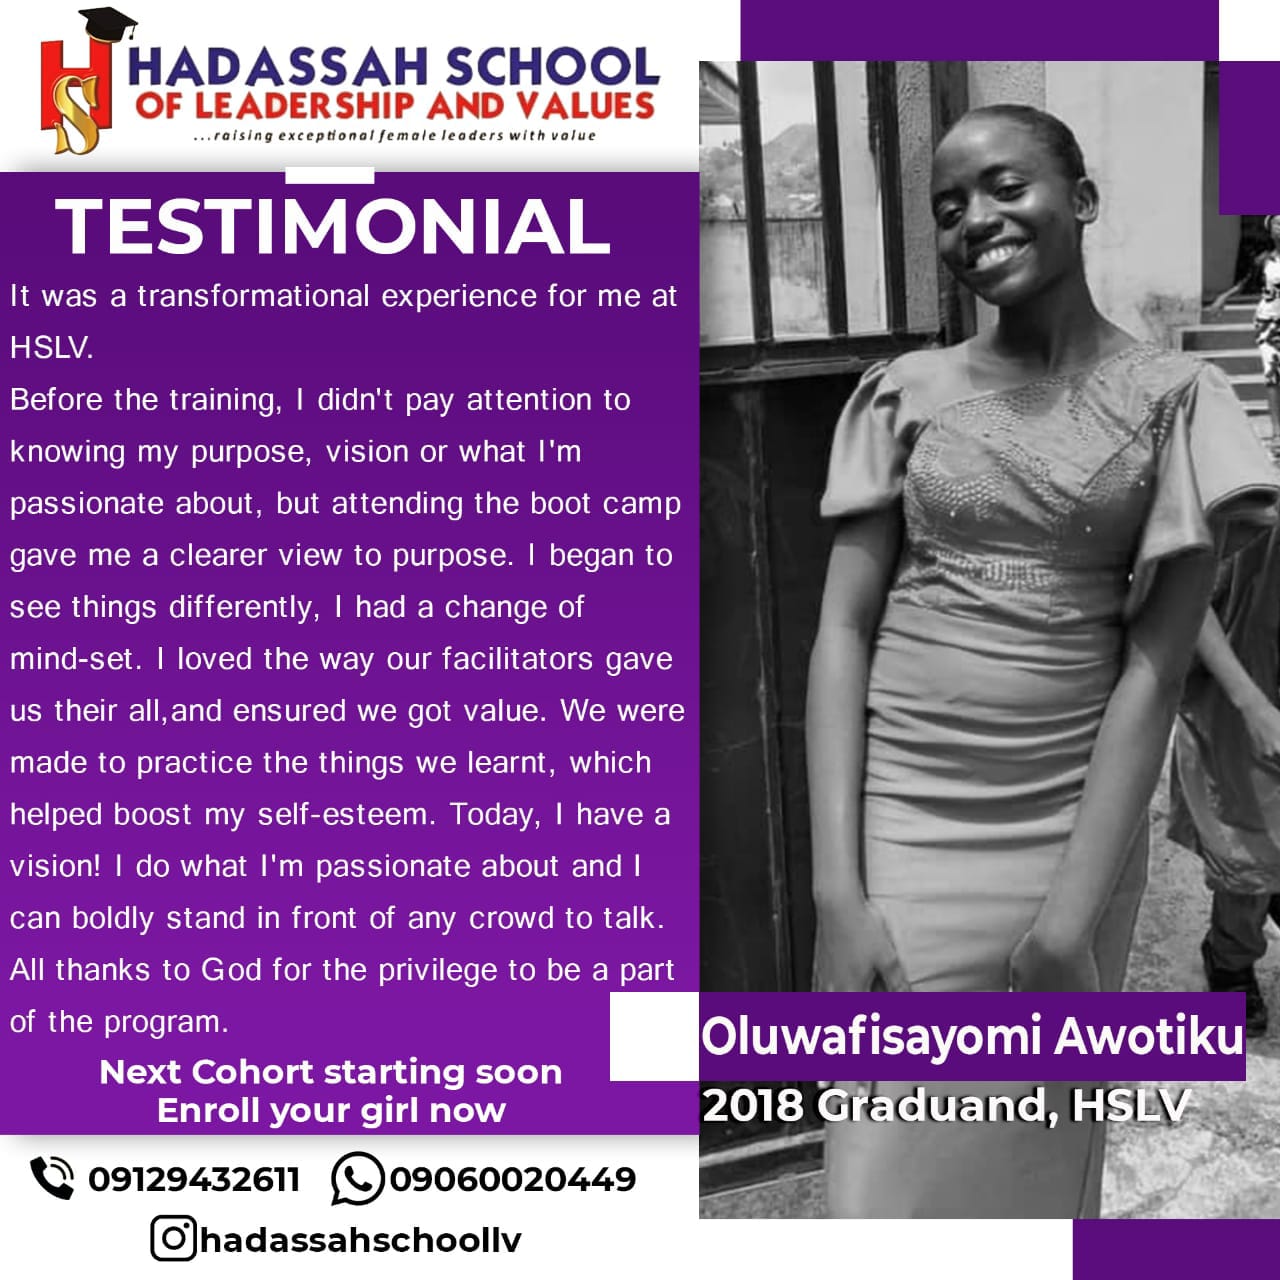 HS
HADASSAH SCHOOL
OF LEADERSHIP AND VALUES
...raising exceptional female leaders with value
TESTIMONIAL
It was a transformational experience for me at
HSLV.
Before the training, I didn't pay attention to
knowing my purpose, vision or what I'm
passionate about, but attending the boot camp
gave me a clearer view to purpose. I began to
see things differently, I had a change of
mind-set. I loved the way our facilitators gave
us their all,and ensured we got value. We were
made to practice the things we learnt, which
helped boost my self-esteem. Today, I have a
vision! I do what I'm passionate about and I
can boldly stand in front of any crowd to talk.
All thanks to God for the privilege to be a part
of the program.
Next Cohort starting soon
Enroll your girl now
Oluwafisayomi Awotiku
2018 Graduand, HSLV
09129432611 09060020449
hadassahschoollv